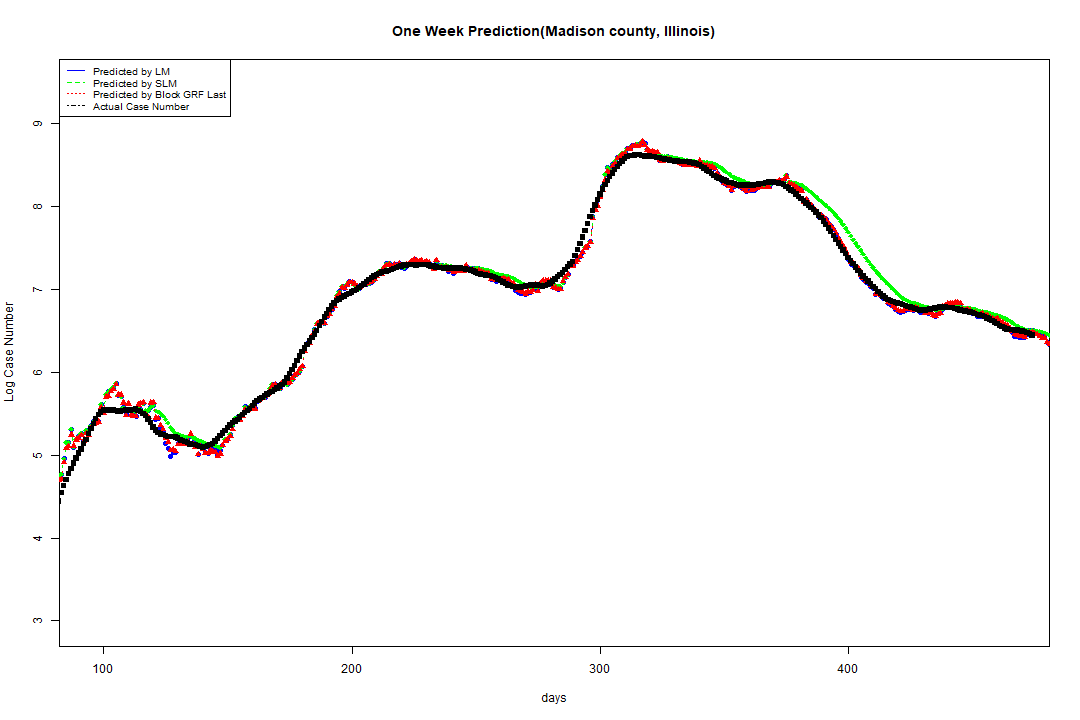 One Week Prediction(Madison county, Illinois)
Predicted by LM
Predicted by SLM
Predicted by Block GRF Last
Actual Case Number
9
8
7
6
5
4
3
Log Case Number
100 200 300 400
days